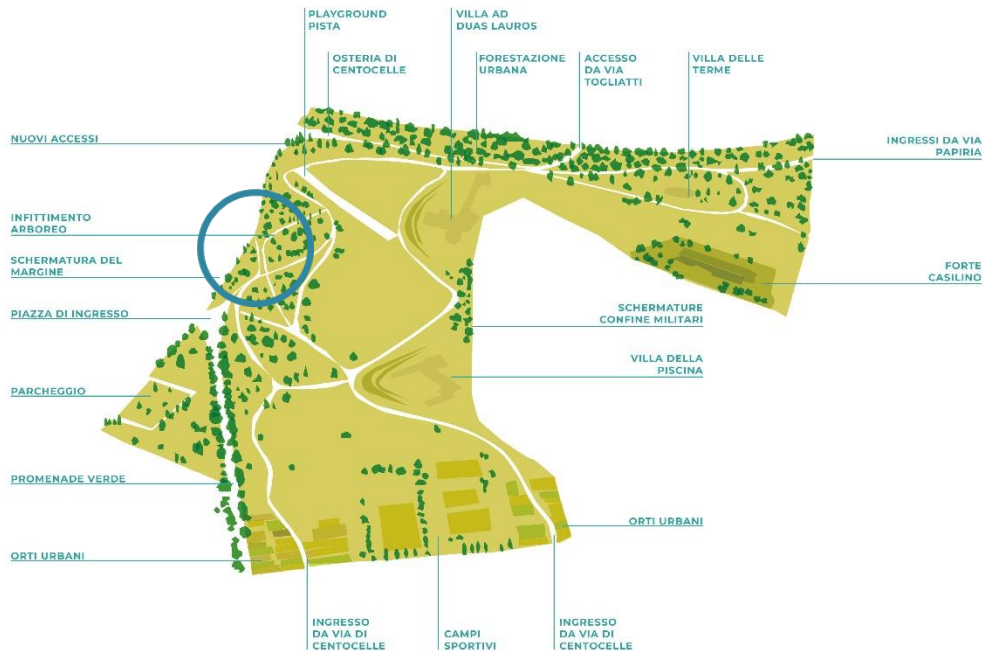 PLAYGROUND
PISTA
VILLA AD
DUAS LAUROS
OSTERIA DI
CENTOCELLE
FORESTAZIONE
URBANA
ACCESSO
DA VIA
TOGLIATTI
VILLA DELLE
TERME
NUOVI ACCESSI
INGRESSI DA VIA
PAPIRIA
INFITTIMENTO
ARBOREO
SCHERMATURA DEL
MARGINE
FORTE
CASILINO
PIAZZA DI INGRESSO
SCHERMATURE
CONFINE MILITARI
VILLA DELLA
PISCINA
PARCHEGGIO
PROMENADE VERDE
ORTI URBANI
ORTI URBANI
INGRESSO
DA VIA DI
CENTOCELLE
CAMPI
SPORTIVI
INGRESSO
DA VIA DI
CENTOCELLE